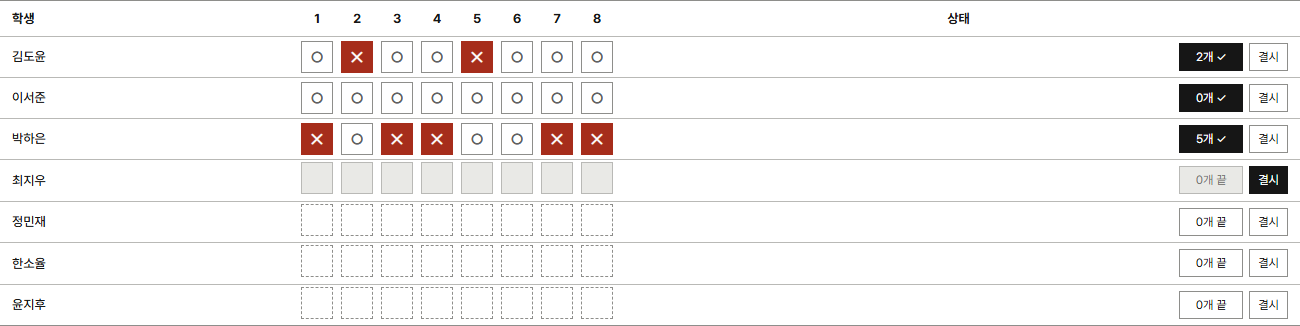 학생 1 2 3 4 5 6 7 8 상태
김도윤 ○ ✕ ○ ○ ✕ ○ ○ ○ 2개 ✓ 결시
이서준 ○ ○ ○ ○ ○ ○ ○ ○ 0개 ✓ 결시
박하은 ✕ ○ ✕ ✕ ○ ○ ✕ ✕ 5개 ✓ 결시
최지우 0개 끝 결시
정민재 0개 끝 결시
한소율 0개 끝 결시
윤지후 0개 끝 결시